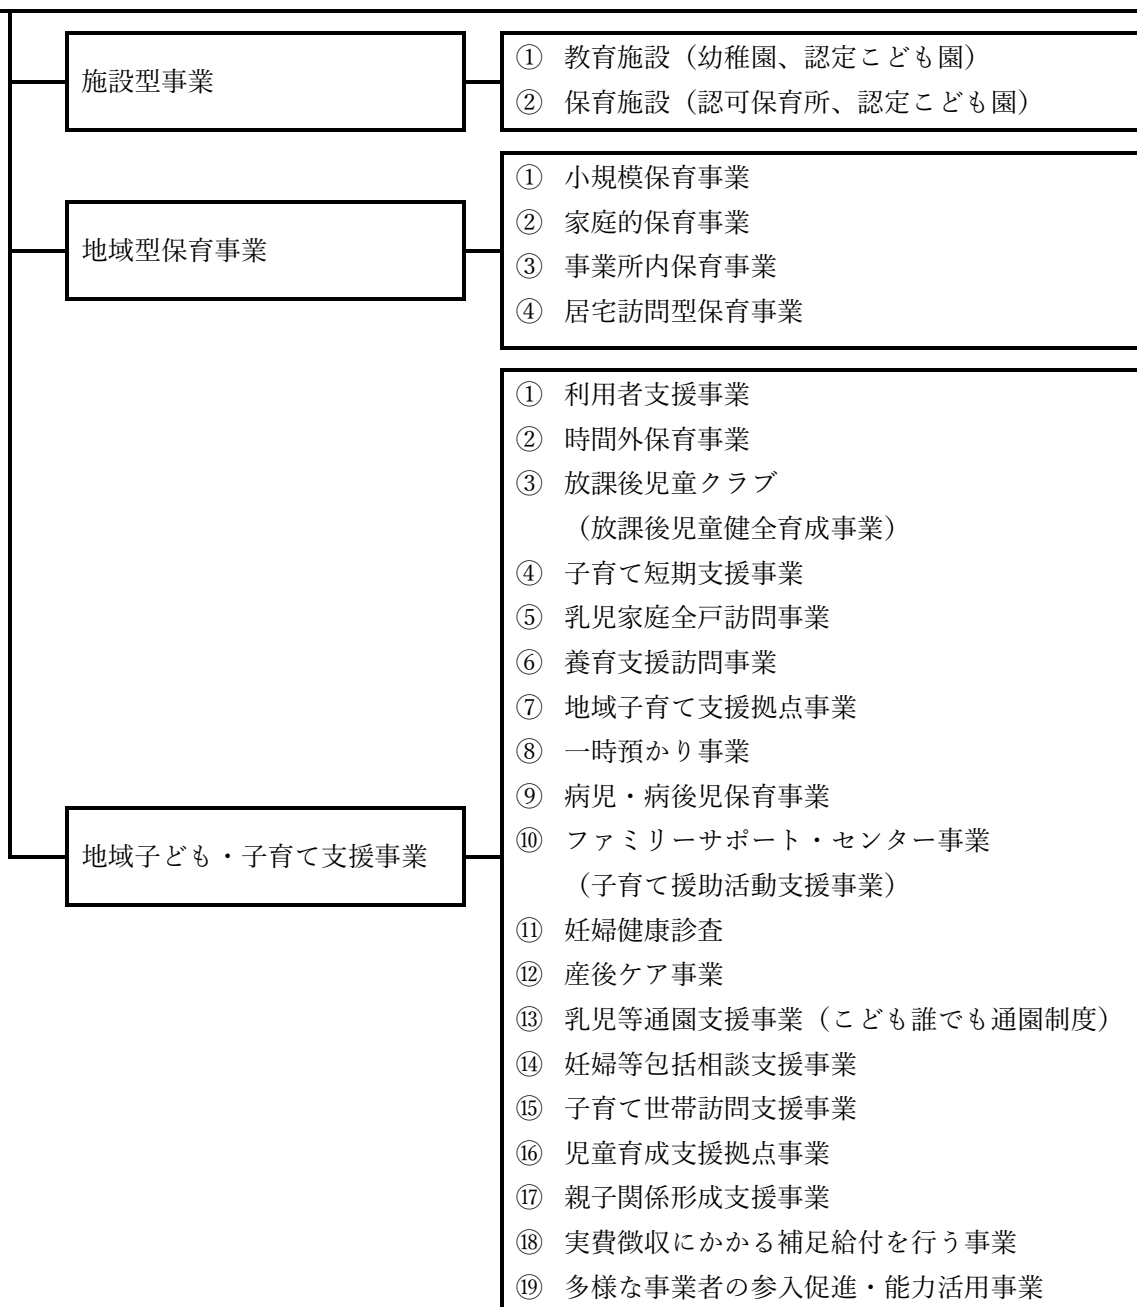 施設型事業
① 教育施設（幼稚園、認定こども園）
② 保育施設（認可保育所、認定こども園）
地域型保育事業
① 小規模保育事業
② 家庭的保育事業
③ 事業所内保育事業
④ 居宅訪問型保育事業
地域子ども・子育て支援事業
① 利用者支援事業
② 時間外保育事業
③ 放課後児童クラブ
（放課後児童健全育成事業）
④ 子育て短期支援事業
⑤ 乳児家庭全戸訪問事業
⑥ 養育支援訪問事業
⑦ 地域子育て支援拠点事業
⑧ 一時預かり事業
⑨ 病児・病後児保育事業
⑩ ファミリーサポート・センター事業
（子育て援助活動支援事業）
⑪ 妊婦健康診査
⑫ 産後ケア事業
⑬ 乳児等通園支援事業（こども誰でも通園制度）
⑭ 妊婦等包括相談支援事業
⑮ 子育て世帯訪問支援事業
⑯ 児童育成支援拠点事業
⑰ 親子関係形成支援事業
⑱ 実費徴収にかかる補足給付を行う事業
⑲ 多様な事業者の参入促進・能力活用事業